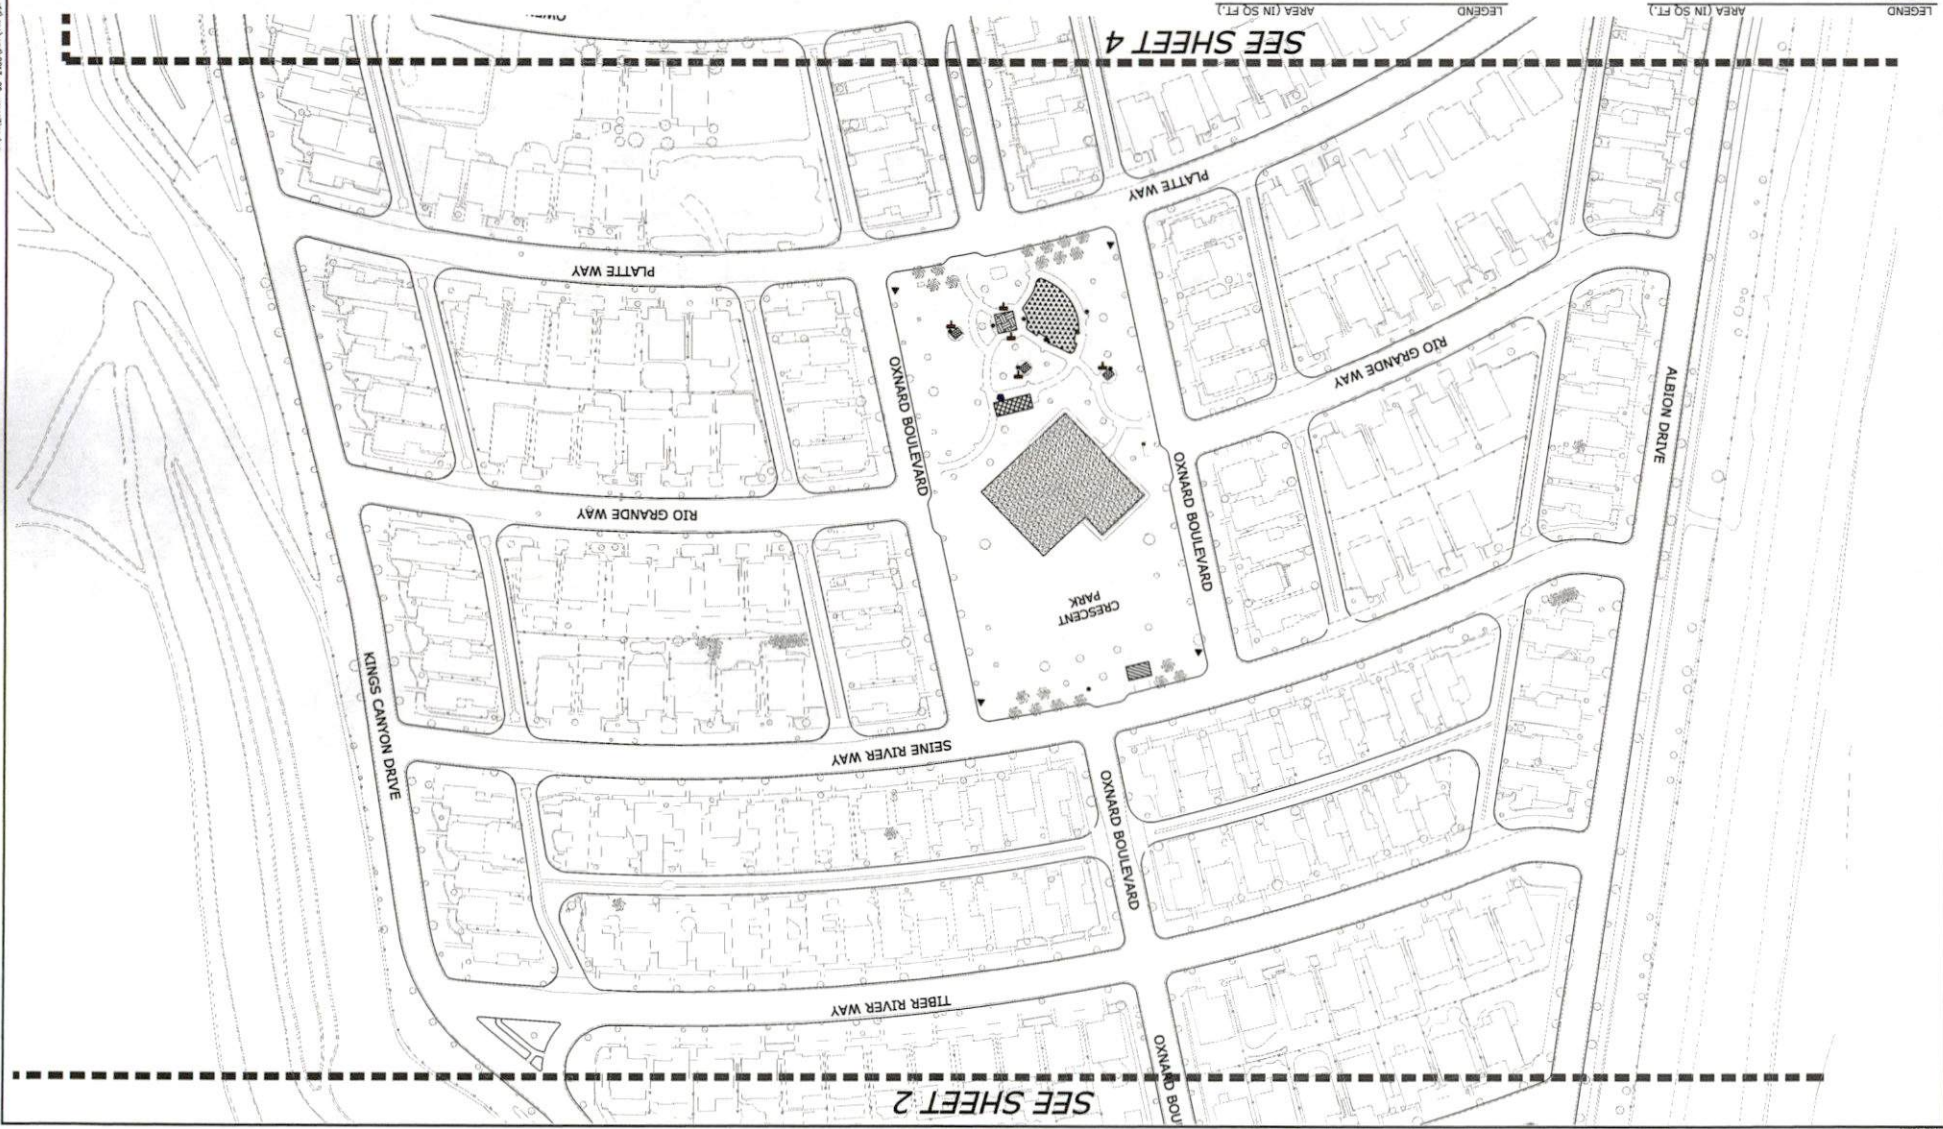 SEE SHEET 2
OXNARD BOU
TIBER RIVER WAY
OXNARD BOULEVARD
KINGS CANYON DRIVE
SEINE RIVER WAY
CRESCENT
PARK
OXNARD BOULEVARD
OXNARD BOULEVARD
RIO GRANDE WAY
RIO GRANDE WAY
ALBION DRIVE
PLATTE WAY
PLATTE WAY
SEE SHEET 4
LEGEND
AREA (IN SQ FT.)
LEGEND
AREA (IN SQ FT.)